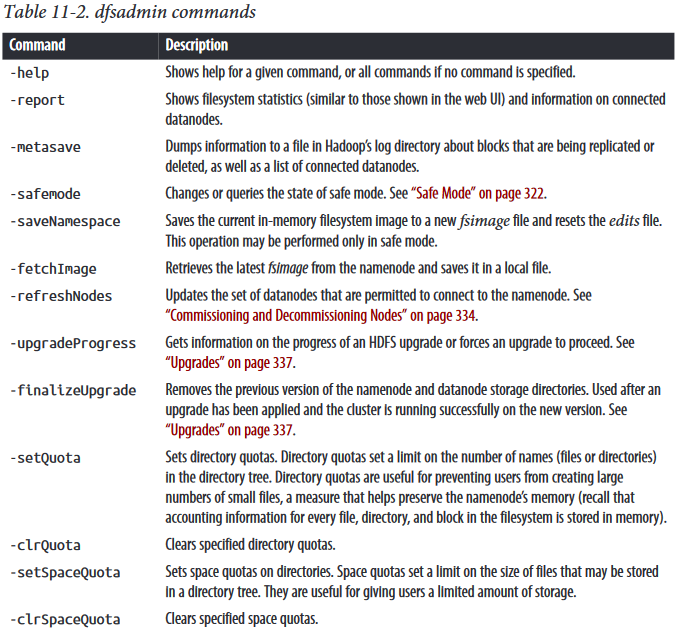 Table 11-2. dfsadmin commands
Command Description
-help Shows help for a given command, or all commands if no command is specified.
-report Shows filesystem statistics (similar to those shown in the web UI) and information on connected
datanodes.
-metasave Dumps information to a file in Hadoop’s log directory about blocks that are being replicated or
deleted, as well as a list of connected datanodes.
-safemode Changes or queries the state of safe mode. See “Safe Mode” on page 322.
-saveNamespace Saves the current in-memory filesystem image to a new fsimage file and resets the edits file.
This operation may be performed only in safe mode.
-fetchImage Retrieves the latest fsimage from the namenode and saves it in a local file.
-refreshNodes Updates the set of datanodes that are permitted to connect to the namenode. See
“Commissioning and Decommissioning Nodes” on page 334.
-upgradeProgress Gets information on the progress of an HDFS upgrade or forces an upgrade to proceed. See
“Upgrades” on page 337.
-finalizeUpgrade Removes the previous version of the namenode and datanode storage directories. Used after an
upgrade has been applied and the cluster is running successfully on the new version. See
“Upgrades” on page 337.
-setQuota Sets directory quotas. Directory quotas set a limit on the number of names (files or directories)
in the directory tree. Directory quotas are useful for preventing users from creating large
numbers of small files, a measure that helps preserve the namenode’s memory (recall that
accounting information for every file, directory, and block in the filesystem is stored in memory).
-clrQuota Clears specified directory quotas.
-setSpaceQuota Sets space quotas on directories. Space quotas set a limit on the size of files that may be stored
in a directory tree. They are useful for giving users a limited amount of storage.
-clrSpaceQuota Clears specified space quotas.